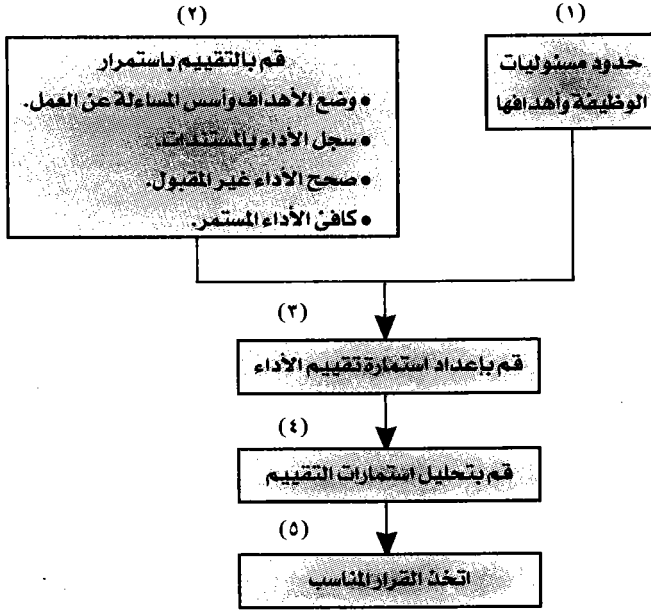 (١)
حدود مسئوليات
الوظيفة وأهدافها
(٢)
قم بالتقييم باستمرار
• وضع الأهداف وأسس المساءلة عن العمل.
• سجل الأداء بالمستندات.
• صحح الأداء غير المقبول.
• كافئ الأداء المستمر.
(٣)
قم بإعداد استمارة تقييم الأداء
(٤)
قم بتحليل استمارات التقييم
(٥)
اتخذ القرار المناسب